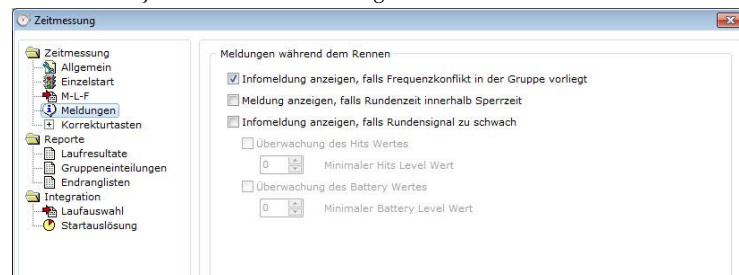 Zeitmessung
Zeitmessung
Allgemein
Einzelstart
M-L-F
Meldungen
Korrekturtasten
Reporte
Laufresultate
Gruppeneinteilungen
Endranglisten
Integration
Laufauswahl
Startauslösung
Meldungen während dem Rennen
Infomeldung anzeigen, falls Frequenzkonflikt in der Gruppe vorliegt
Meldung anzeigen, falls Rundenzeit innerhalb Sperrzeit
Infomeldung anzeigen, falls Rundensignal zu schwach
Überwachung des Hits Wertes
0 Minimaler Hits Level Wert
Überwachung des Battery Wertes
0 Minimaler Battery Level Wert